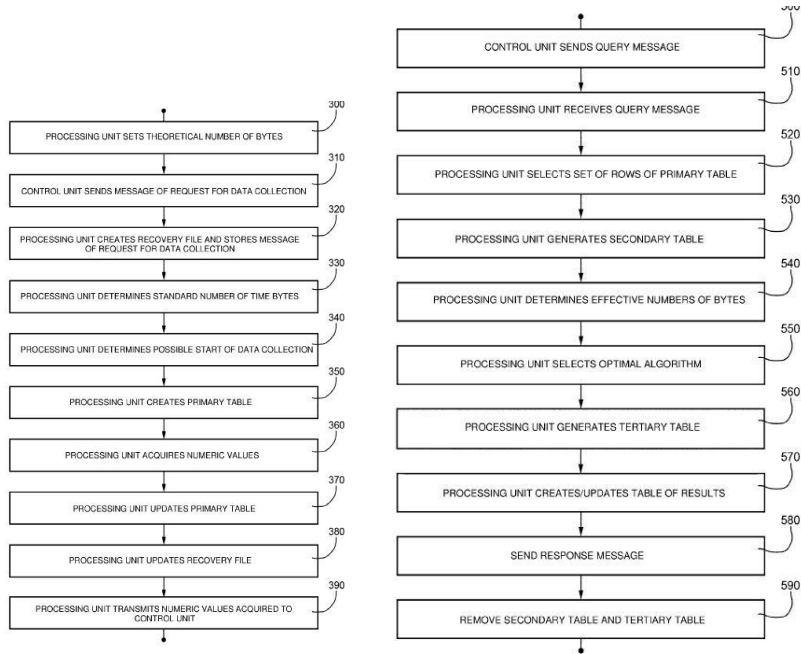 300
PROCESSING UNIT SETS THEORETICAL NUMBER OF BYTES
310
CONTROL UNIT SENDS MESSAGE OF REQUEST FOR DATA COLLECTION
320
PROCESSING UNIT CREATES RECOVERY FILE AND STORES MESSAGE
OF REQUEST FOR DATA COLLECTION
330
PROCESSING UNIT DETERMINES STANDARD NUMBER OF TIME BYTES
340
PROCESSING UNIT DETERMINES POSSIBLE START OF DATA COLLECTION
350
PROCESSING UNIT CREATES PRIMARY TABLE
360
PROCESSING UNIT ACQUIRES NUMERIC VALUES
370
PROCESSING UNIT UPDATES PRIMARY TABLE
380
PROCESSING UNIT UPDATES RECOVERY FILE
390
PROCESSING UNIT TRANSMITS NUMERIC VALUES ACQUIRED TO
CONTROL UNIT
CONTROL UNIT SENDS QUERY MESSAGE
510
PROCESSING UNIT RECEIVES QUERY MESSAGE
520
PROCESSING UNIT SELECTS SET OF ROWS OF PRIMARY TABLE
530
PROCESSING UNIT GENERATES SECONDARY TABLE
540
PROCESSING UNIT DETERMINES EFFECTIVE NUMBERS OF BYTES
550
PROCESSING UNIT SELECTS OPTIMAL ALGORITHM
560
PROCESSING UNIT GENERATES TERTIARY TABLE
570
PROCESSING UNIT CREATES/UPDATES TABLE OF RESULTS
580
SEND RESPONSE MESSAGE
590
REMOVE SECONDARY TABLE AND TERTIARY TABLE